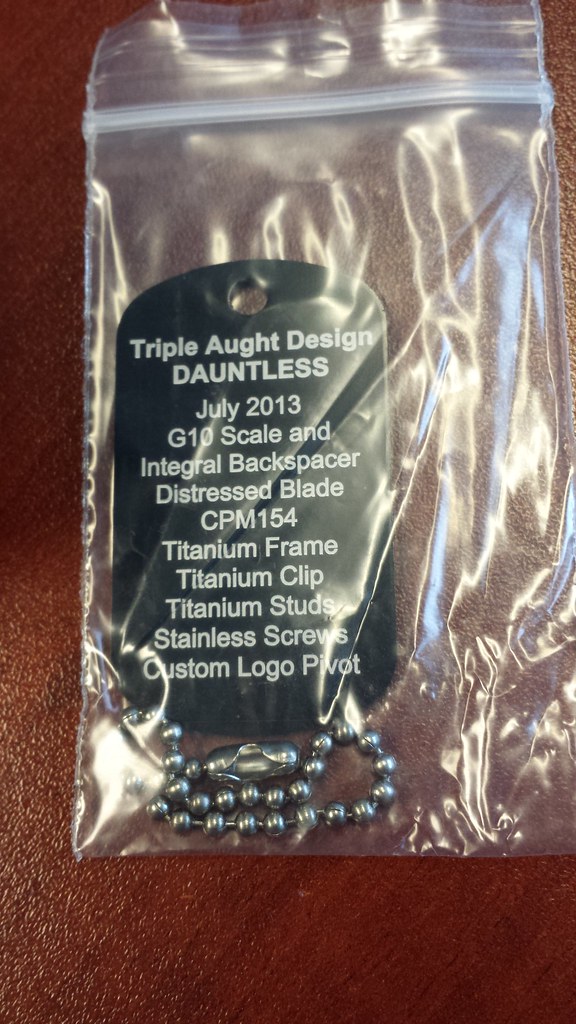 Triple Aught Design
DAUNTLESS
July 2013
G10 Scale and
Integral Backspacer
Distressed Blade
CPM154
Titanium Frame
Titanium Clip
Titanium Studs
Stainless Screws
Custom Logo Pivot